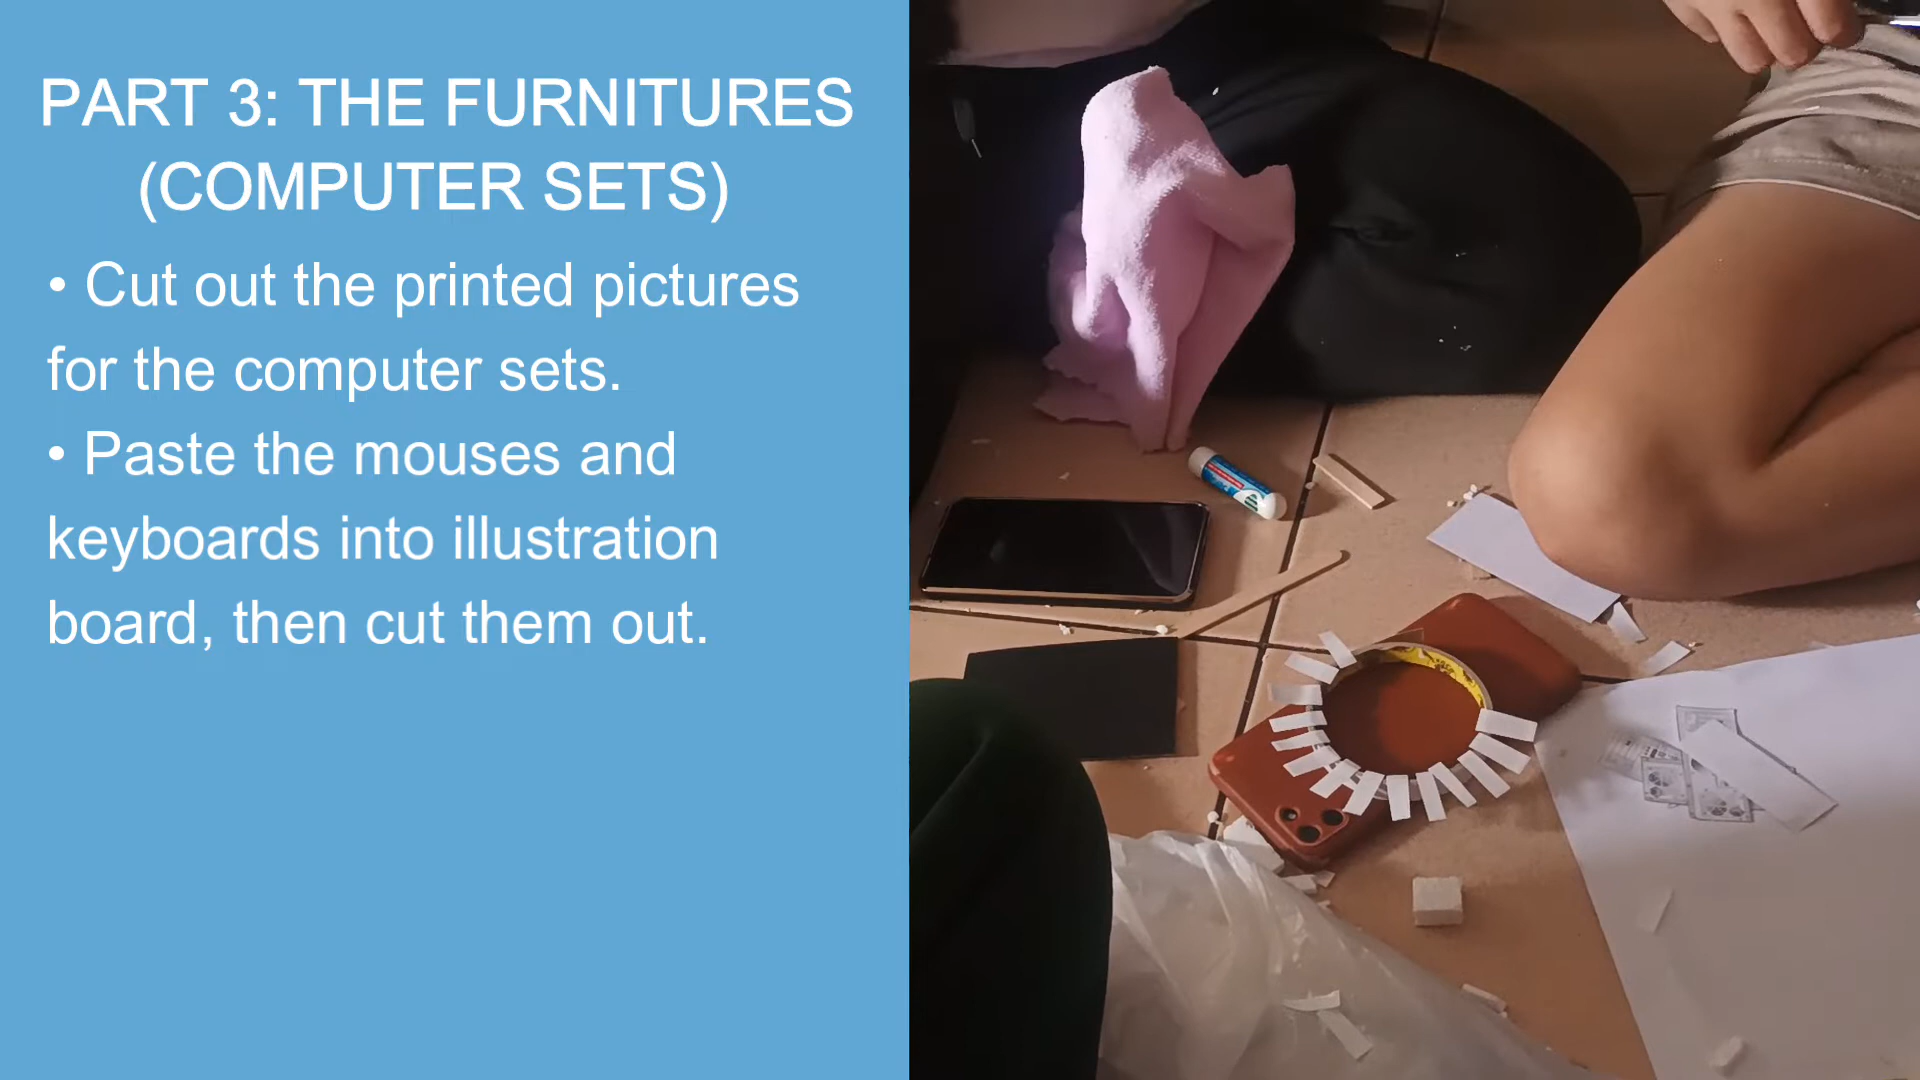 PART 3: THE FURNITURES
(COMPUTER SETS)
• Cut out the printed pictures
for the computer sets.
• Paste the mouses and
keyboards into illustration
board, then cut them out.